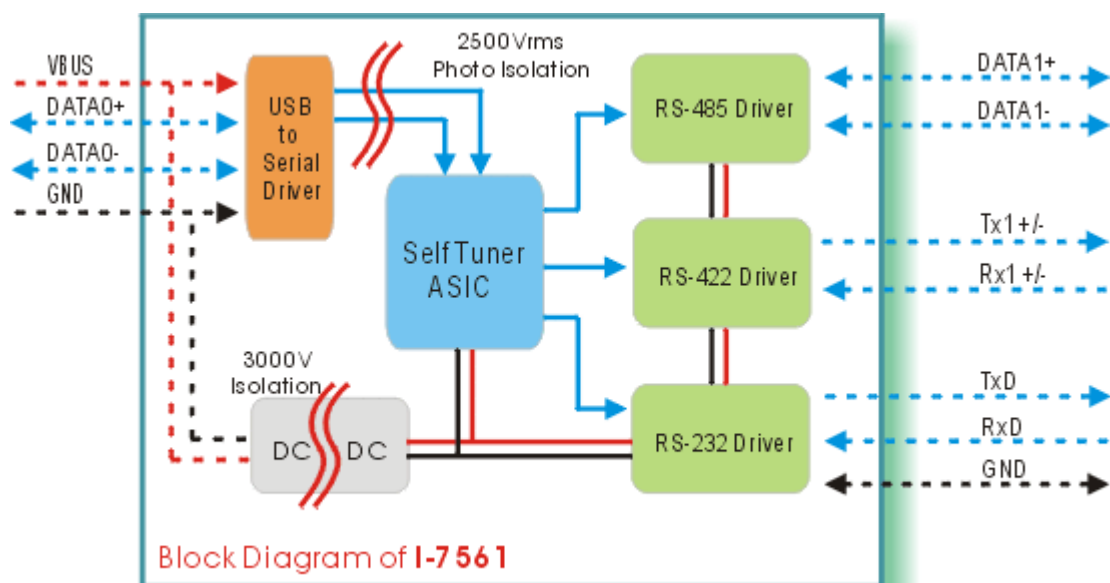 VBUS
DATA0+
DATA0-
GND
USB
to
Serial
Driver
2500Vrms
Photo Isolation
Self Tuner
ASIC
3000V
Isolation
DC DC
RS-485 Driver
RS-422 Driver
RS-232 Driver
DATA1+
DATA1-
Tx1+/-
Rx1+/-
TxD
RxD
GND
Block Diagram of I-7561